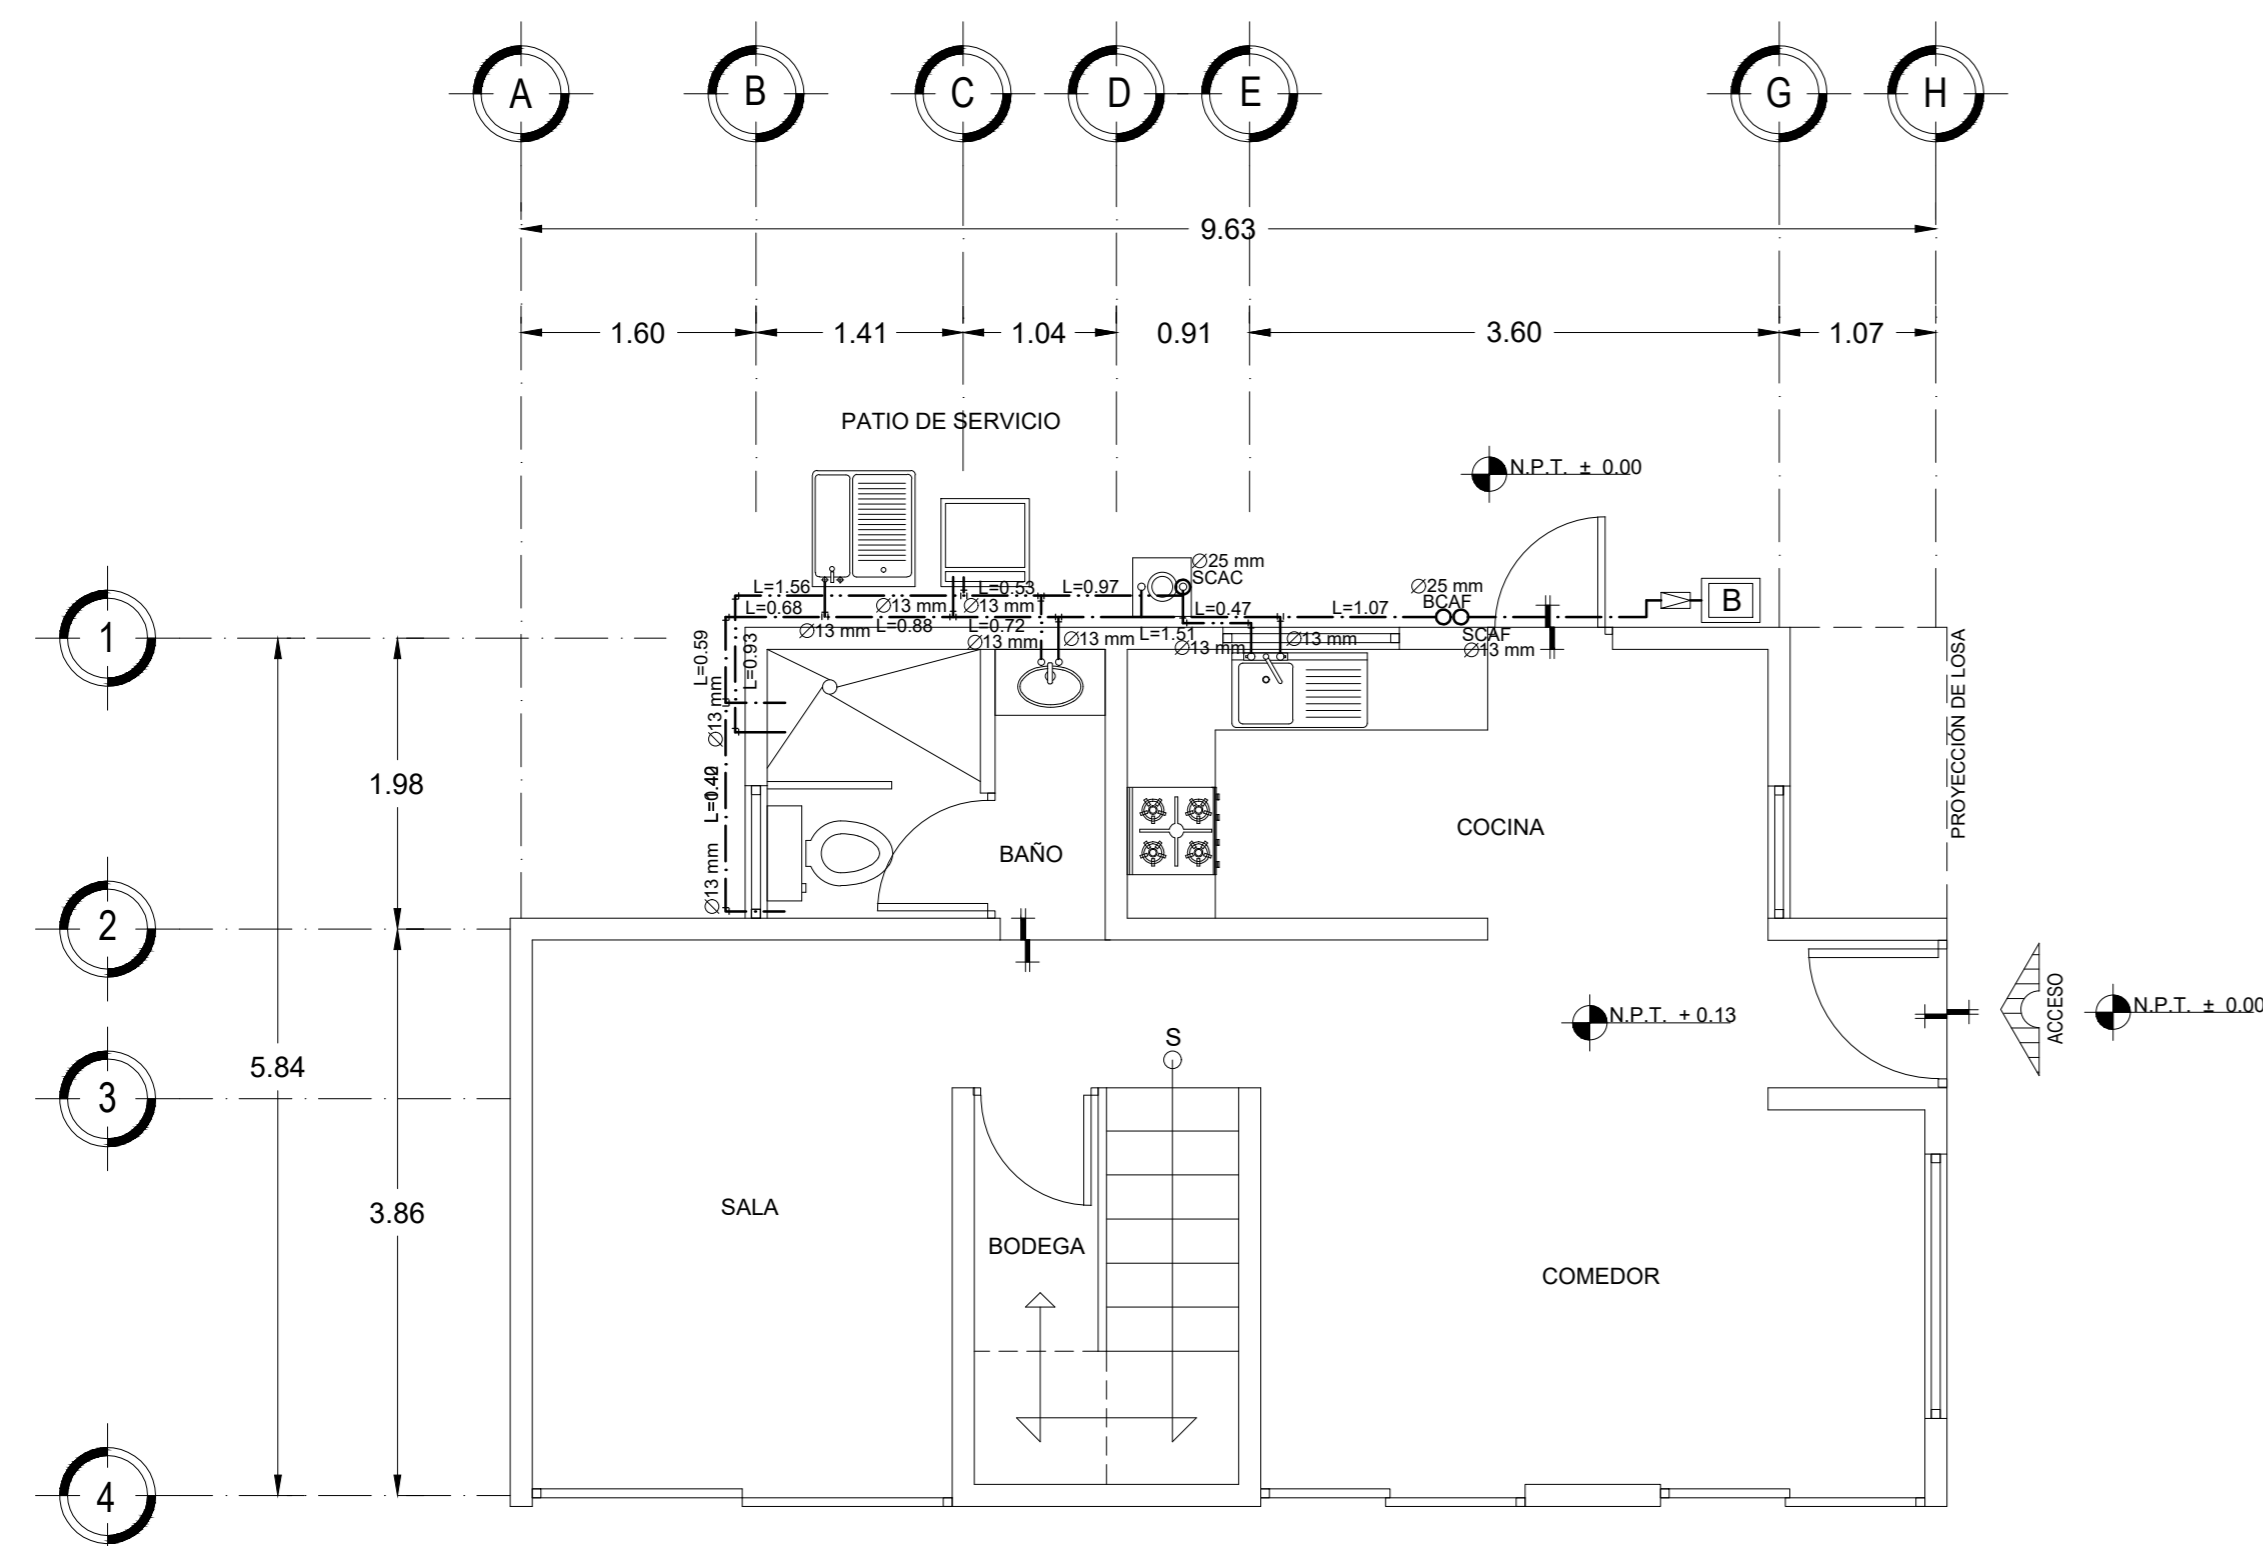 A B C D E G H
9.63
1.60 1.41 1.04 0.91 3.60 1.07
PATIO DE SERVICIO
N.P.T. ± 0.00
Ø25 mm
SCAC
L=1.56
L=0.53
L=0.97
Ø25 mm
BCAF
B
L=0.68
Ø13 mm
Ø13 mm
L=0.47
L=1.07
Ø13 mm
L=0.88
L=0.72
Ø13 mm
Ø13 mm
L=1.51
Ø13 mm
Ø13 mm
SCAF
Ø13 mm
1
L=0.59
L=0.93
Ø13 mm
Ø13 mm
PROYECCIÓN DE LOSA
1.98
COCINA
BAÑO
2
N.P.T. + 0.13
ACCESO
N.P.T. ± 0.00
S
5.84
3
3.86
SALA
BODEGA
COMEDOR
4